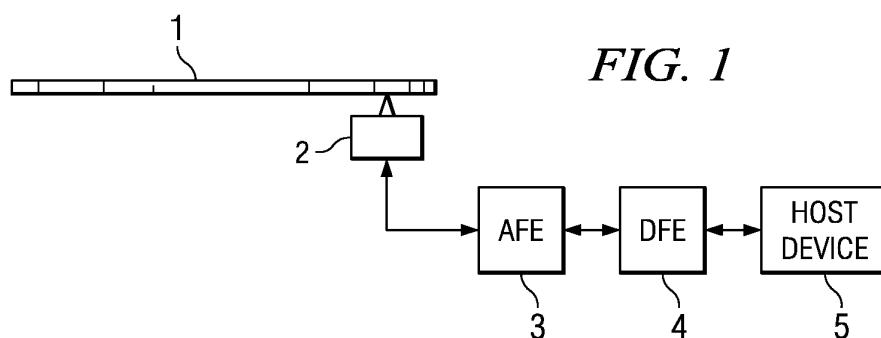 1
FIG. 1
2
AFE
DFE
HOST
DEVICE
3
4
5